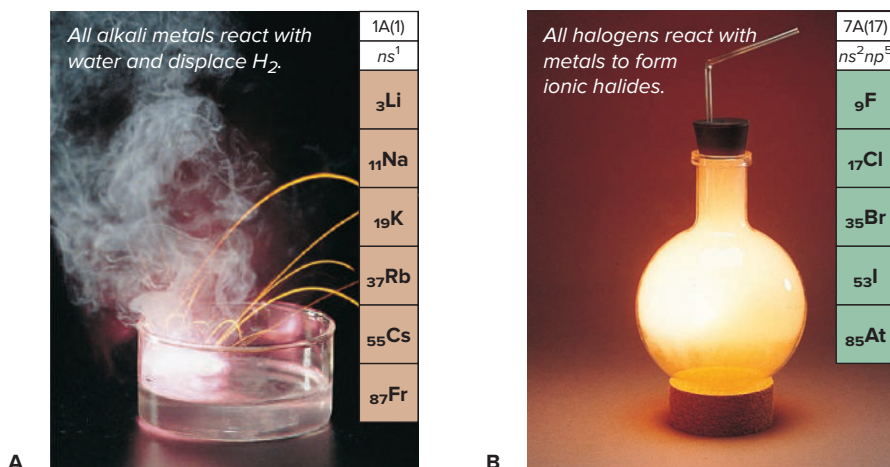 All alkali metals react with
water and displace H₂.
1A(1)
ns¹
₃Li
₁₁Na
₁₉K
₃₇Rb
₅₅Cs
₈₇Fr
A
All halogens react with
metals to form
ionic halides.
7A(17)
ns²np⁵
₉F
₁₇Cl
₃₅Br
₅₃I
₈₅At
B